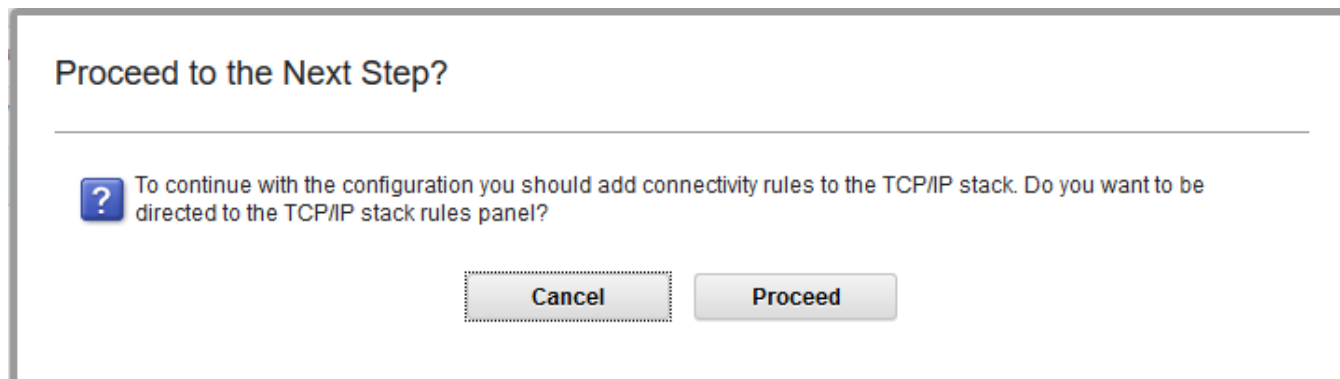 Proceed to the Next Step?
? To continue with the configuration you should add connectivity rules to the TCP/IP stack. Do you want to be
directed to the TCP/IP stack rules panel?
Cancel Proceed